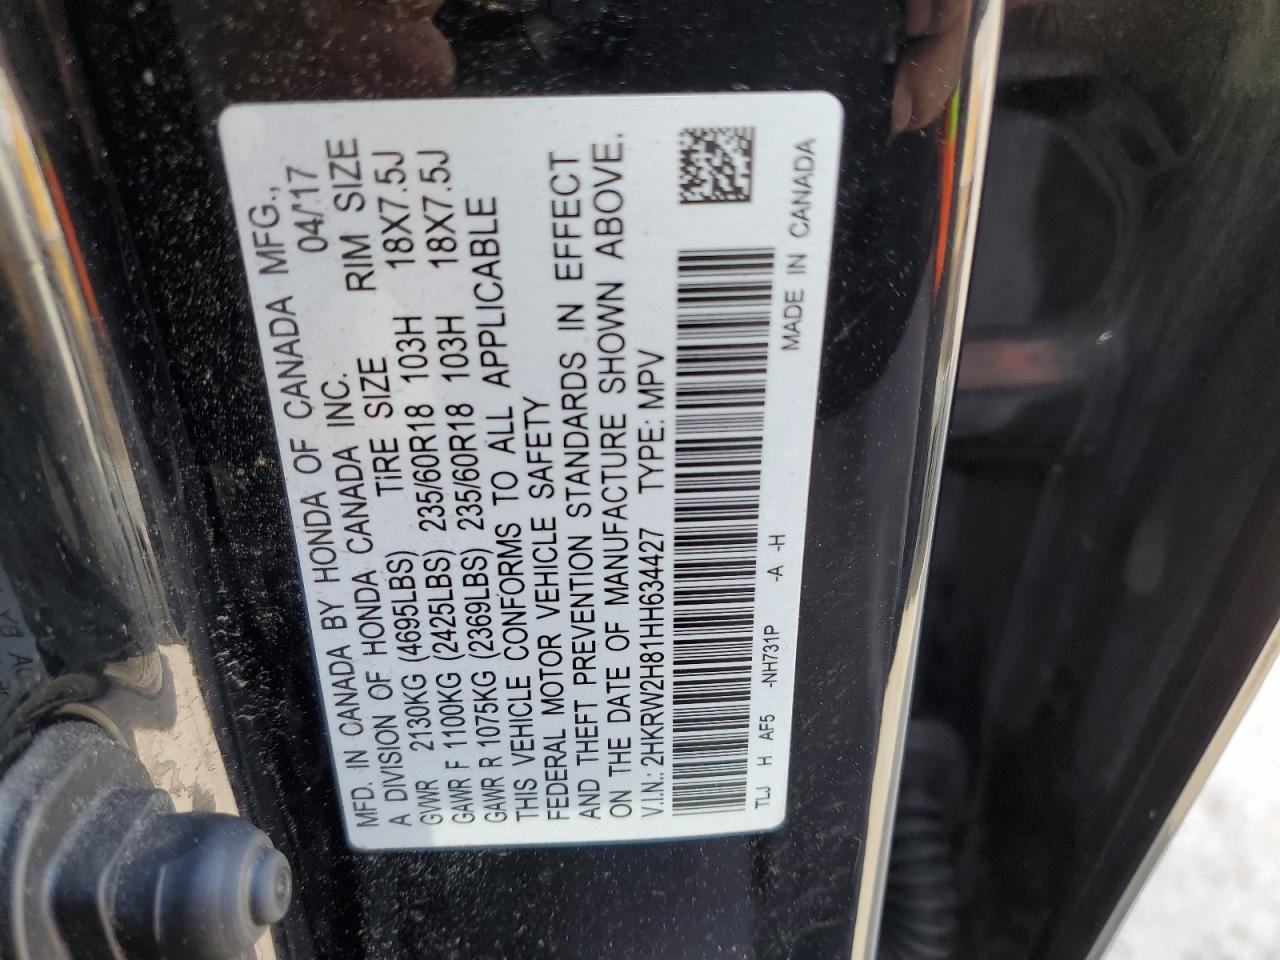 MFD. IN CANADA BY HONDA OF CANADA MFG.,
A DIVISION OF HONDA CANADA INC. 04/'17
GVWR 2130KG (4695LBS) TIRE SIZE RIM SIZE
GAWR F 1100KG (2425LBS) 235/60R18 103H 18X7.5J
GAWR R 1075KG (2369LBS) 235/60R18 103H 18X7.5J
THIS VEHICLE CONFORMS TO ALL APPLICABLE
FEDERAL MOTOR VEHICLE SAFETY
AND THEFT PREVENTION STANDARDS IN EFFECT
ON THE DATE OF MANUFACTURE SHOWN ABOVE.
V.I.N.: 2HKRW2H81HH634427 TYPE: MPV
TLJ H AF5 -NH731P -A -H
MADE IN CANADA